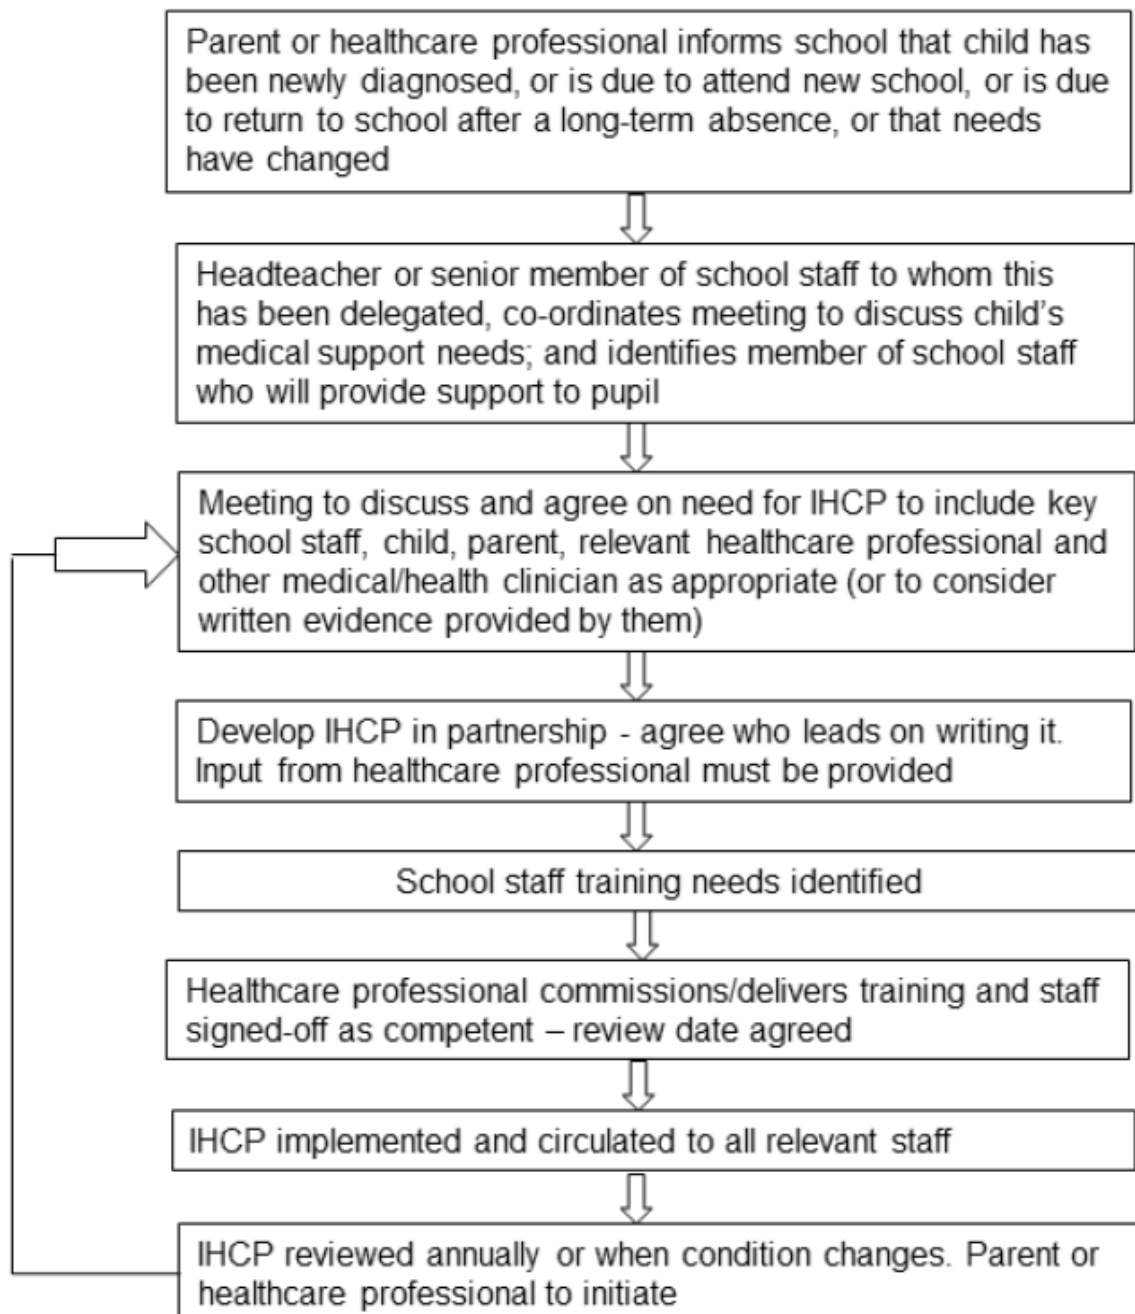 Parent or healthcare professional informs school that child has
been newly diagnosed, or is due to attend new school, or is due
to return to school after a long-term absence, or that needs
have changed
Headteacher or senior member of school staff to whom this
has been delegated, co-ordinates meeting to discuss child's
medical support needs; and identifies member of school staff
who will provide support to pupil
Meeting to discuss and agree on need for IHCP to include key
school staff, child, parent, relevant healthcare professional and
other medical/health clinician as appropriate (or to consider
written evidence provided by them)
Develop IHCP in partnership - agree who leads on writing it.
Input from healthcare professional must be provided
School staff training needs identified
Healthcare professional commissions/delivers training and staff
signed-off as competent – review date agreed
IHCP implemented and circulated to all relevant staff
IHCP reviewed annually or when condition changes. Parent or
healthcare professional to initiate